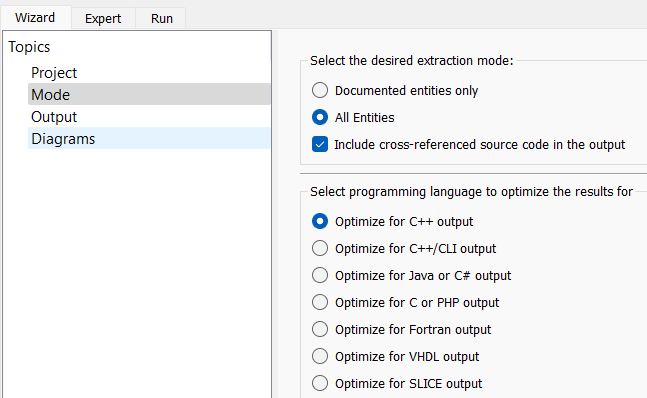 Wizard Expert Run
Topics
Project
Mode
Output
Diagrams
Select the desired extraction mode:
Documented entities only
All Entities
Include cross-referenced source code in the output
Select programming language to optimize the results for
Optimize for C++ output
Optimize for C++/CLI output
Optimize for Java or C# output
Optimize for C or PHP output
Optimize for Fortran output
Optimize for VHDL output
Optimize for SLICE output